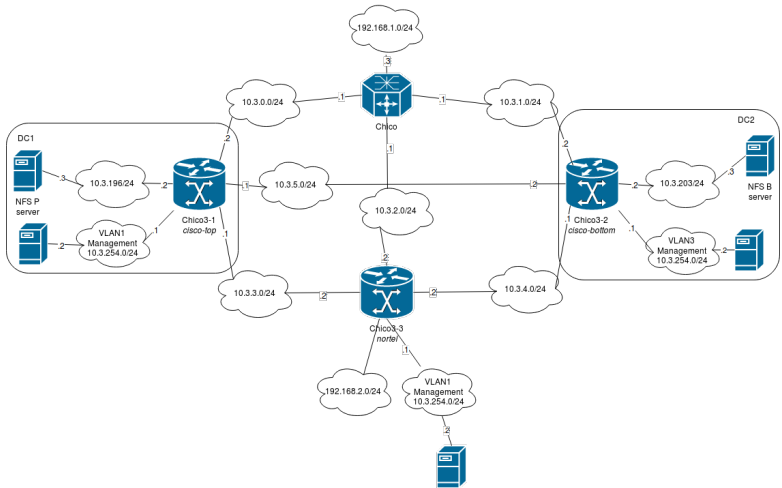 192.168.1.0/24
.3
10.3.0.0/24
.1
.1
10.3.1.0/24
Chico
DC1
DC2
.2
.1
.2
NFS P
server
.3
10.3.196/24
.2
Chico3-1
cisco-top
.1
10.3.5.0/24
.2
Chico3-2
cisco-bottom
.2
10.3.203/24
.3
NFS B
server
10.3.2.0/24
.2
VLAN1
Management
10.3.254.0/24
.1
.1
.1
.1
VLAN3
Management
10.3.254.0/24
.2
.2
10.3.3.0/24
.2
.2
10.3.4.0/24
Chico3-3
nortel
.1
192.168.2.0/24
VLAN1
Management
10.3.254.0/24
.2